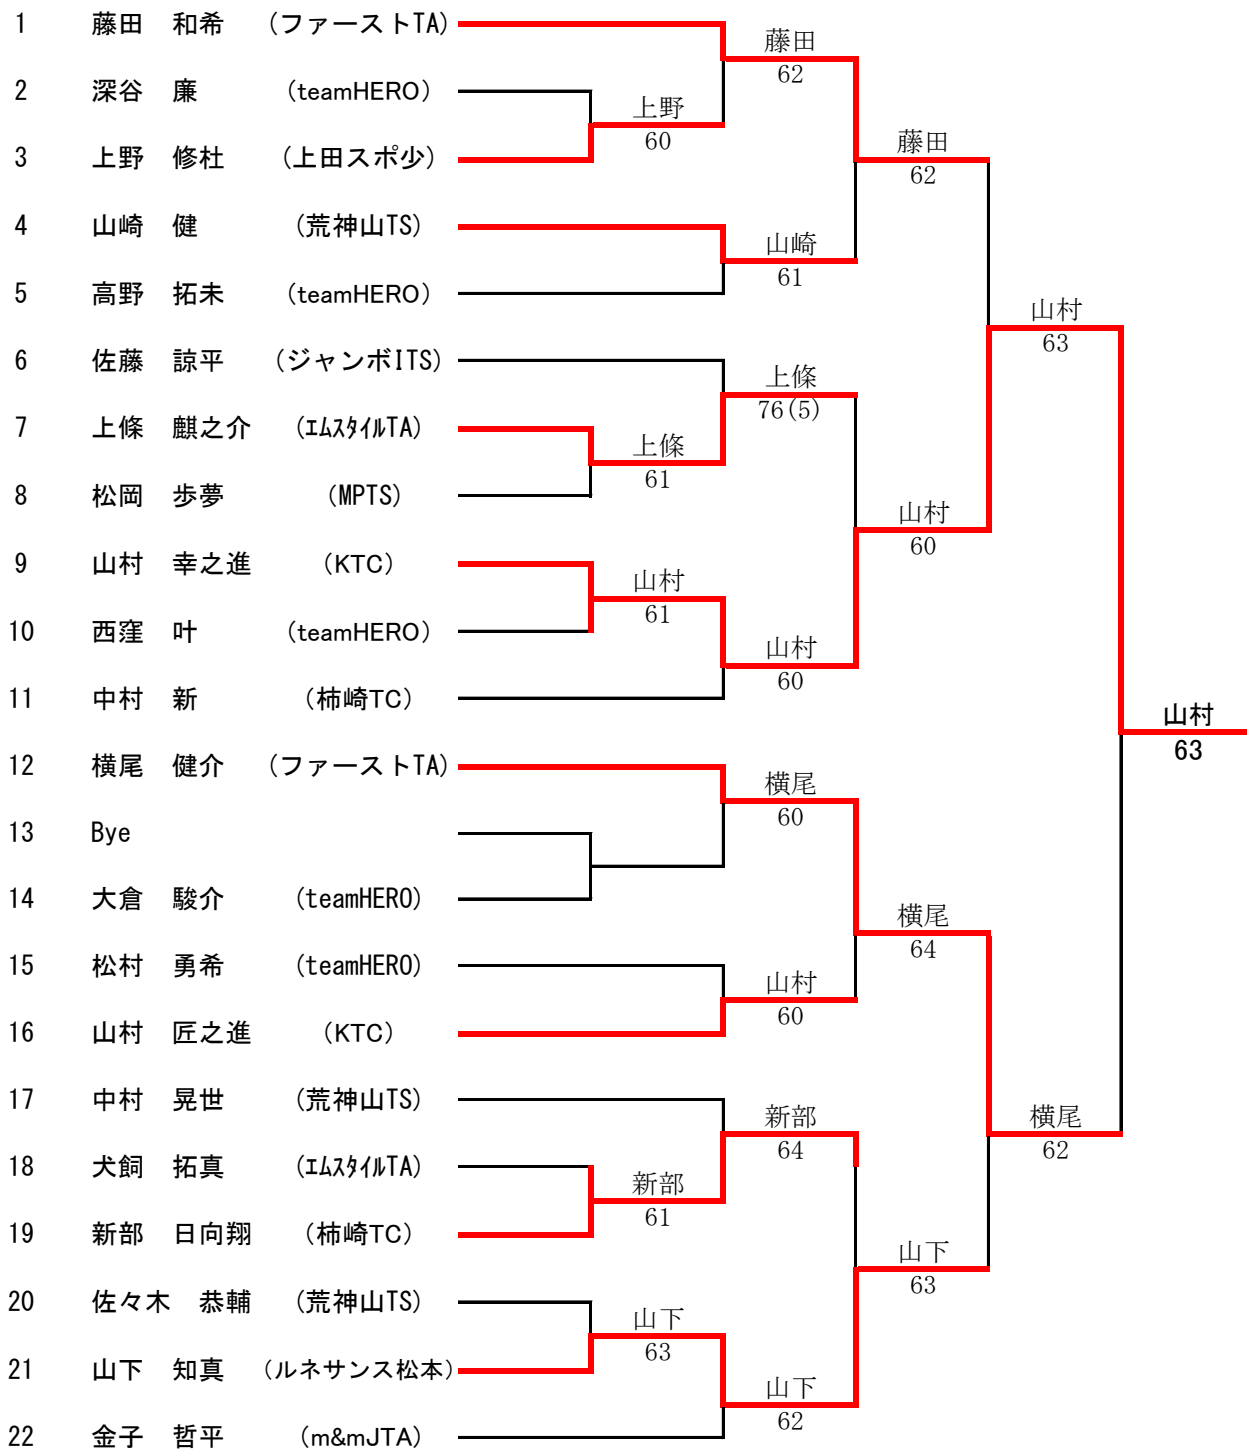 1 藤田 和希 (ファーストTA)
藤田
62
2 深谷 廉 (teamHERO)
上野
60
3 上野 修杜 (上田スポ少)
藤田
62
4 山崎 健 (荒神山TS)
山崎
61
5 高野 拓未 (teamHERO)
山村
63
6 佐藤 諒平 (ジャンボITS)
上條
76(5)
7 上條 麒之介 (エムスタイルTA)
上條
61
8 松岡 歩夢 (MPTS)
山村
60
9 山村 幸之進 (KTC)
山村
61
10 西窪 叶 (teamHERO)
山村
60
11 中村 新 (柿崎TC)
山村
63
12 横尾 健介 (ファーストTA)
横尾
60
13 Bye
14 大倉 駿介 (teamHERO)
横尾
64
15 松村 勇希 (teamHERO)
山村
60
16 山村 匠之進 (KTC)
17 中村 晃世 (荒神山TS)
新部
64
横尾
62
18 犬飼 拓真 (エムスタイルTA)
新部
61
19 新部 日向翔 (柿崎TC)
山下
63
20 佐々木 恭輔 (荒神山TS)
山下
63
21 山下 知真 (ルネサンス松本)
山下
62
22 金子 哲平 (m&mJTA)